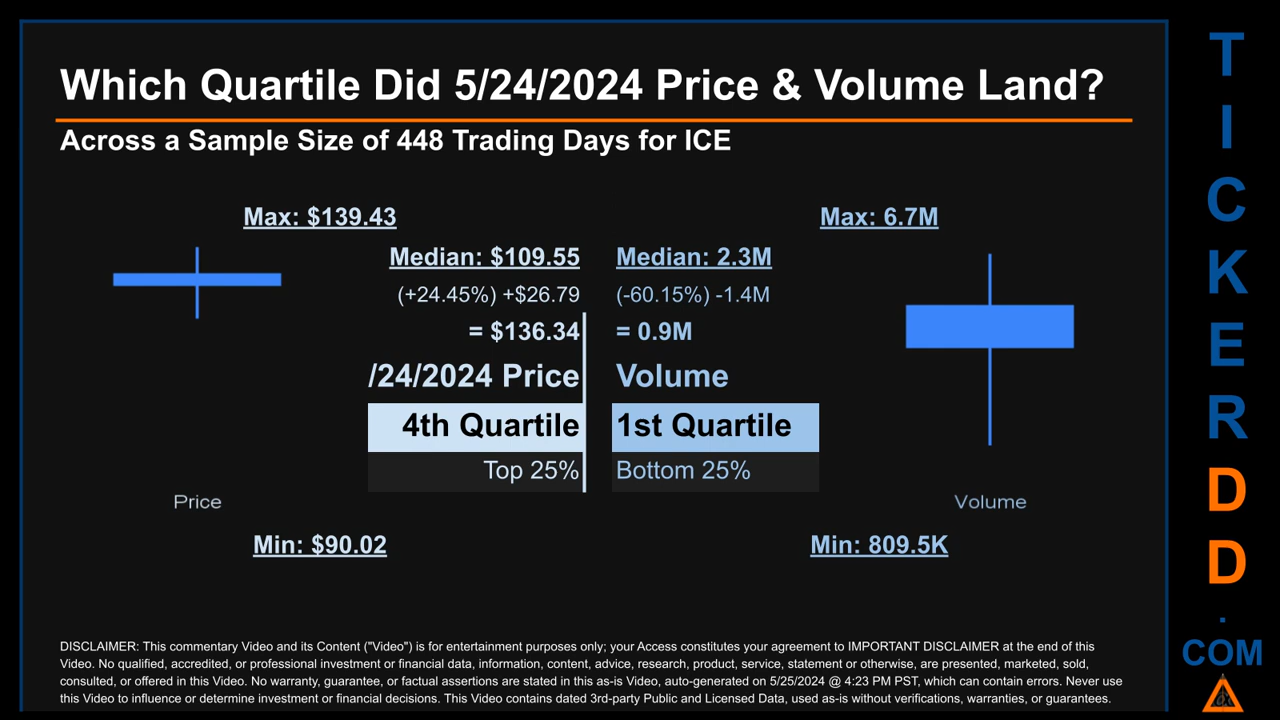 Which Quartile Did 5/24/2024 Price & Volume Land?
Across a Sample Size of 448 Trading Days for ICE
Max: $139.43
Median: $109.55
(+24.45%) +$26.79
= $136.34
/24/2024 Price
4th Quartile
Top 25%
Price
Min: $90.02
Max: 6.7M
Median: 2.3M
(-60.15%) -1.4M
= 0.9M
Volume
1st Quartile
Bottom 25%
Volume
Min: 809.5K
DISCLAIMER: This commentary Video and its Content ("Video") is for entertainment purposes only; your Access constitutes your agreement to IMPORTANT DISCLAIMER at the end of this
Video. No qualified, accredited, or professional investment or financial data, information, content, advice, research, product, service, statement or otherwise, are presented, marketed, sold,
consulted, or offered in this Video. No warranty, guarantee, or factual assertions are stated in this as-is Video, auto-generated on 5/25/2024 @ 4:23 PM PST, which can contain errors. Never use
this Video to influence or determine investment or financial decisions. This Video contains dated 3rd-party Public and Licensed Data, used as-is without verifications, warranties, or guarantees.
T
I
C
K
E
R
D
D
.
COM